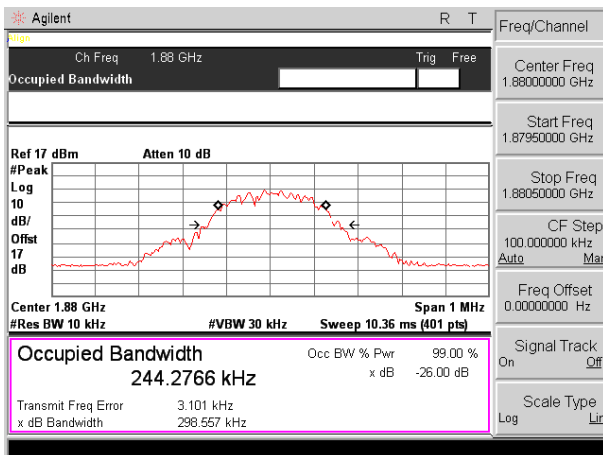 Agilent R T
Align
Ch Freq 1.88 GHz Trig Free
Occupied Bandwidth
Ref 17 dBm Atten 10 dB
#Peak
Log
10
dB/
Offst
17
dB
Center 1.88 GHz Span 1 MHz
#Res BW 10 kHz #VBW 30 kHz Sweep 10.36 ms (401 pts)
Occupied Bandwidth
244.2766 kHz
Occ BW % Pwr 99.00 %
x dB -26.00 dB
Transmit Freq Error 3.101 kHz
x dB Bandwidth 298.557 kHz
Freq/Channel
Center Freq
1.88000000 GHz
Start Freq
1.87950000 GHz
Stop Freq
1.88050000 GHz
CF Step
100.000000 kHz
Auto Mar
Freq Offset
0.00000000 Hz
Signal Track
On Off
Scale Type
Log Lir